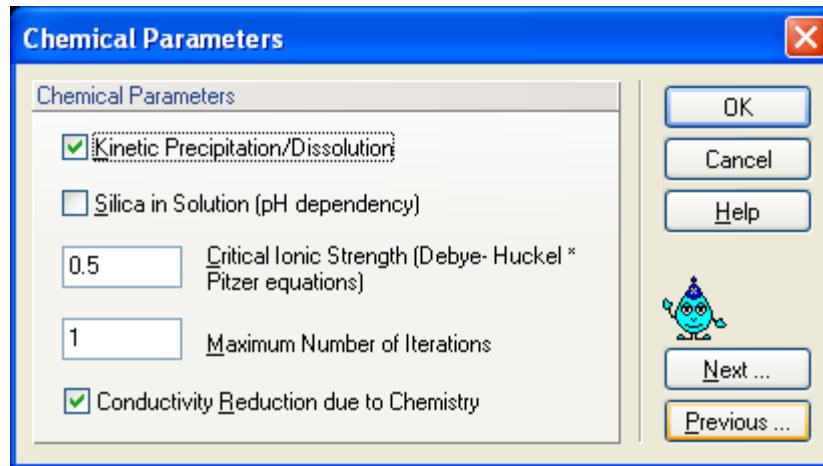 Chemical Parameters
Chemical Parameters
Kinetic Precipitation/Dissolution
Silica in Solution (pH dependency)
0.5
Critical Ionic Strength (Debye- Huckel *
Pitzer equations)
1
Maximum Number of Iterations
Conductivity Reduction due to Chemistry
OK
Cancel
Help
Next ...
Previous ...